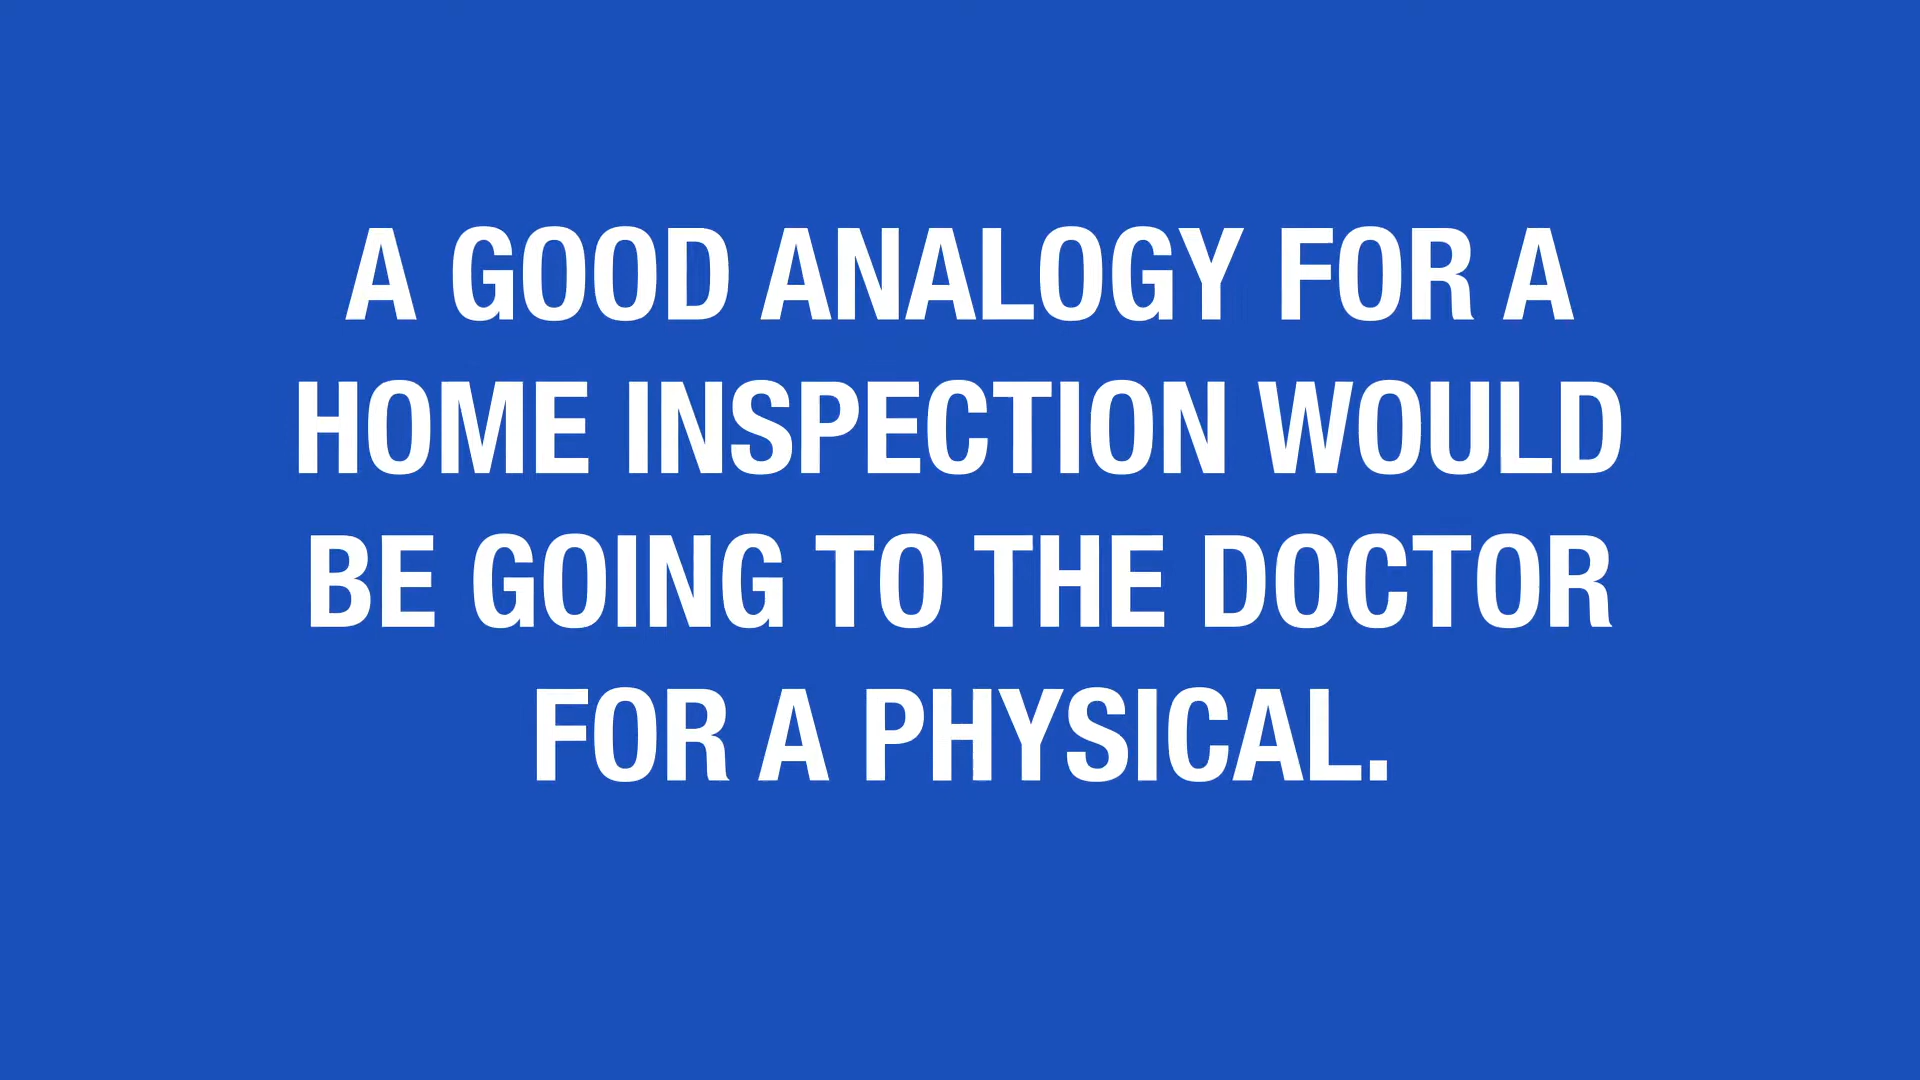 A GOOD ANALOGY FOR A
HOME INSPECTION WOULD
BE GOING TO THE DOCTOR
FOR A PHYSICAL.